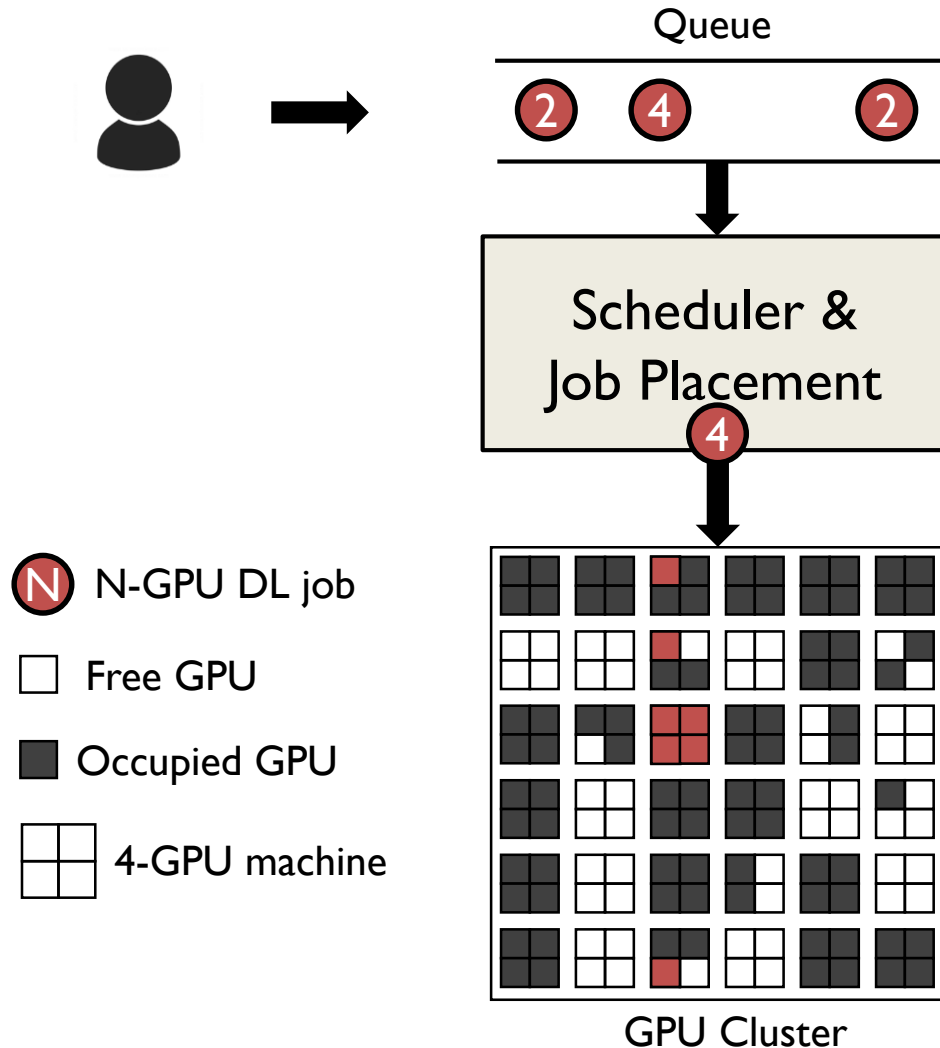 Queue
2 4 2
Scheduler &
Job Placement
4
N N-GPU DL job
Free GPU
Occupied GPU
4-GPU machine
GPU Cluster